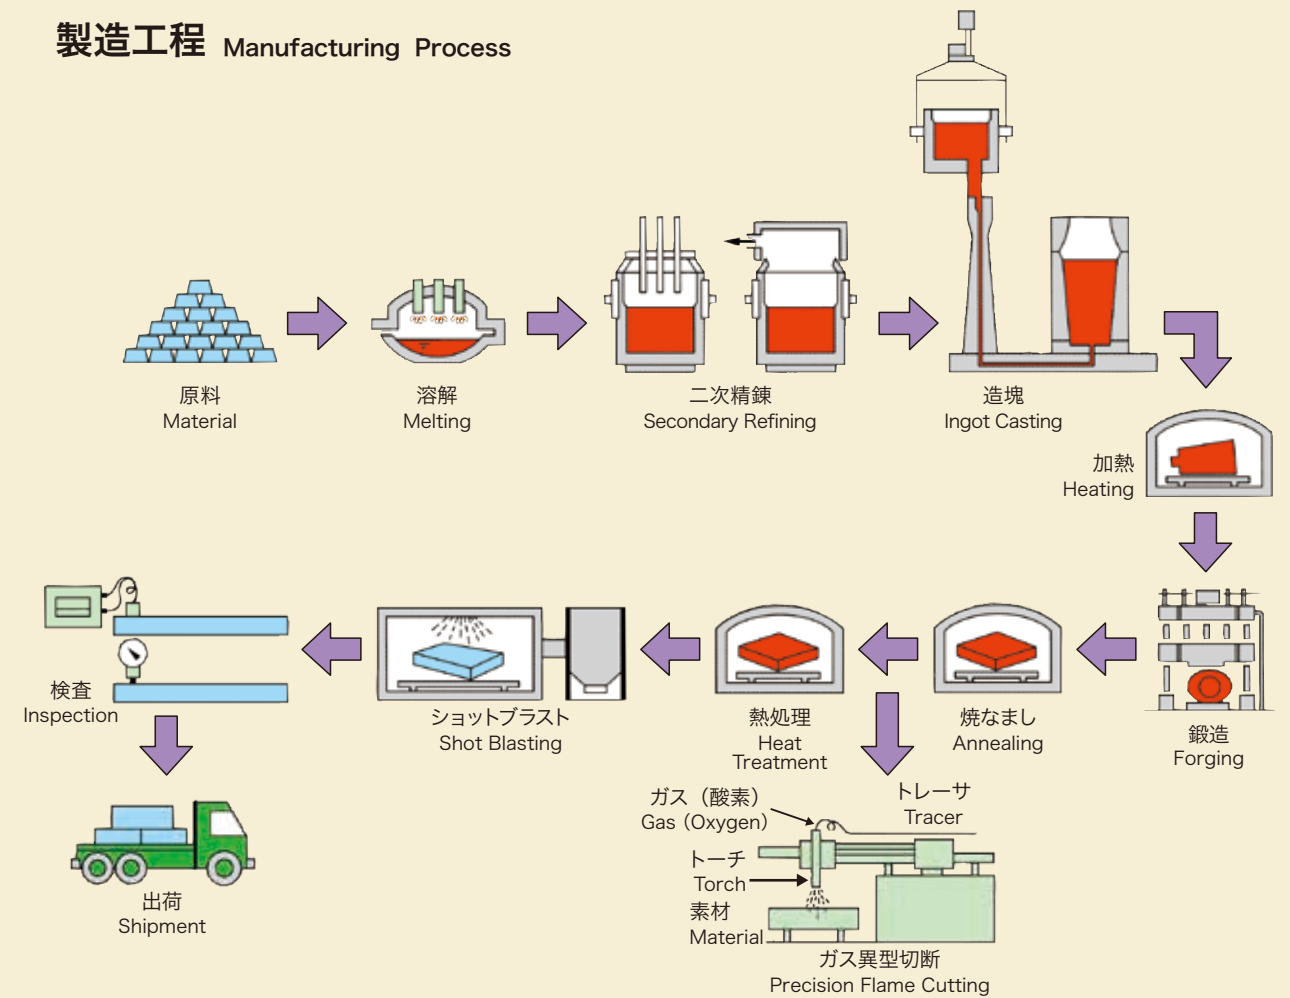 製造工程 Manufacturing Process
原料
Material
溶解
Melting
二次精錬
Secondary Refining
造塊
Ingot Casting
加熱
Heating
鍛造
Forging
焼なまし
Annealing
熱処理
Heat
Treatment
ショットブラスト
Shot Blasting
検査
Inspection
出荷
Shipment
ガス（酸素）
Gas（Oxygen）
トレーサ
Tracer
トーチ
Torch
素材
Material
ガス異型切断
Precision Flame Cutting